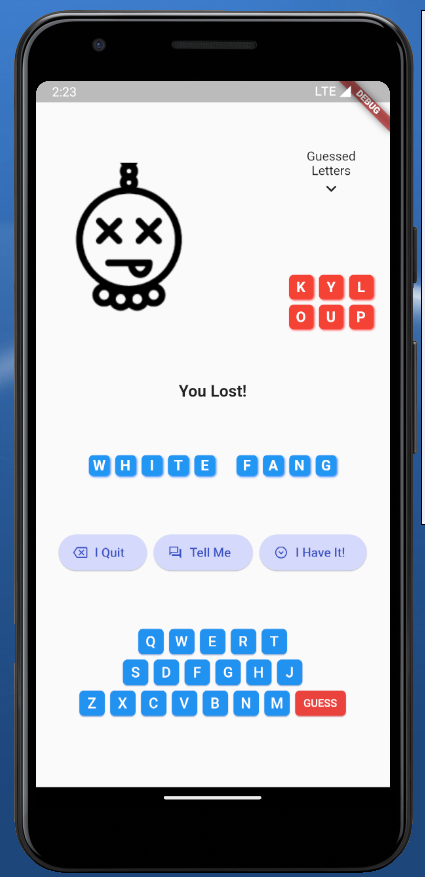 2:23 LTE
DEBUG
Guessed
Letters
K Y L
O U P
You Lost!
W H I T E F A N G
I Quit Tell Me I Have It!
Q W E R T
S D F G H J
Z X C V B N M GUESS